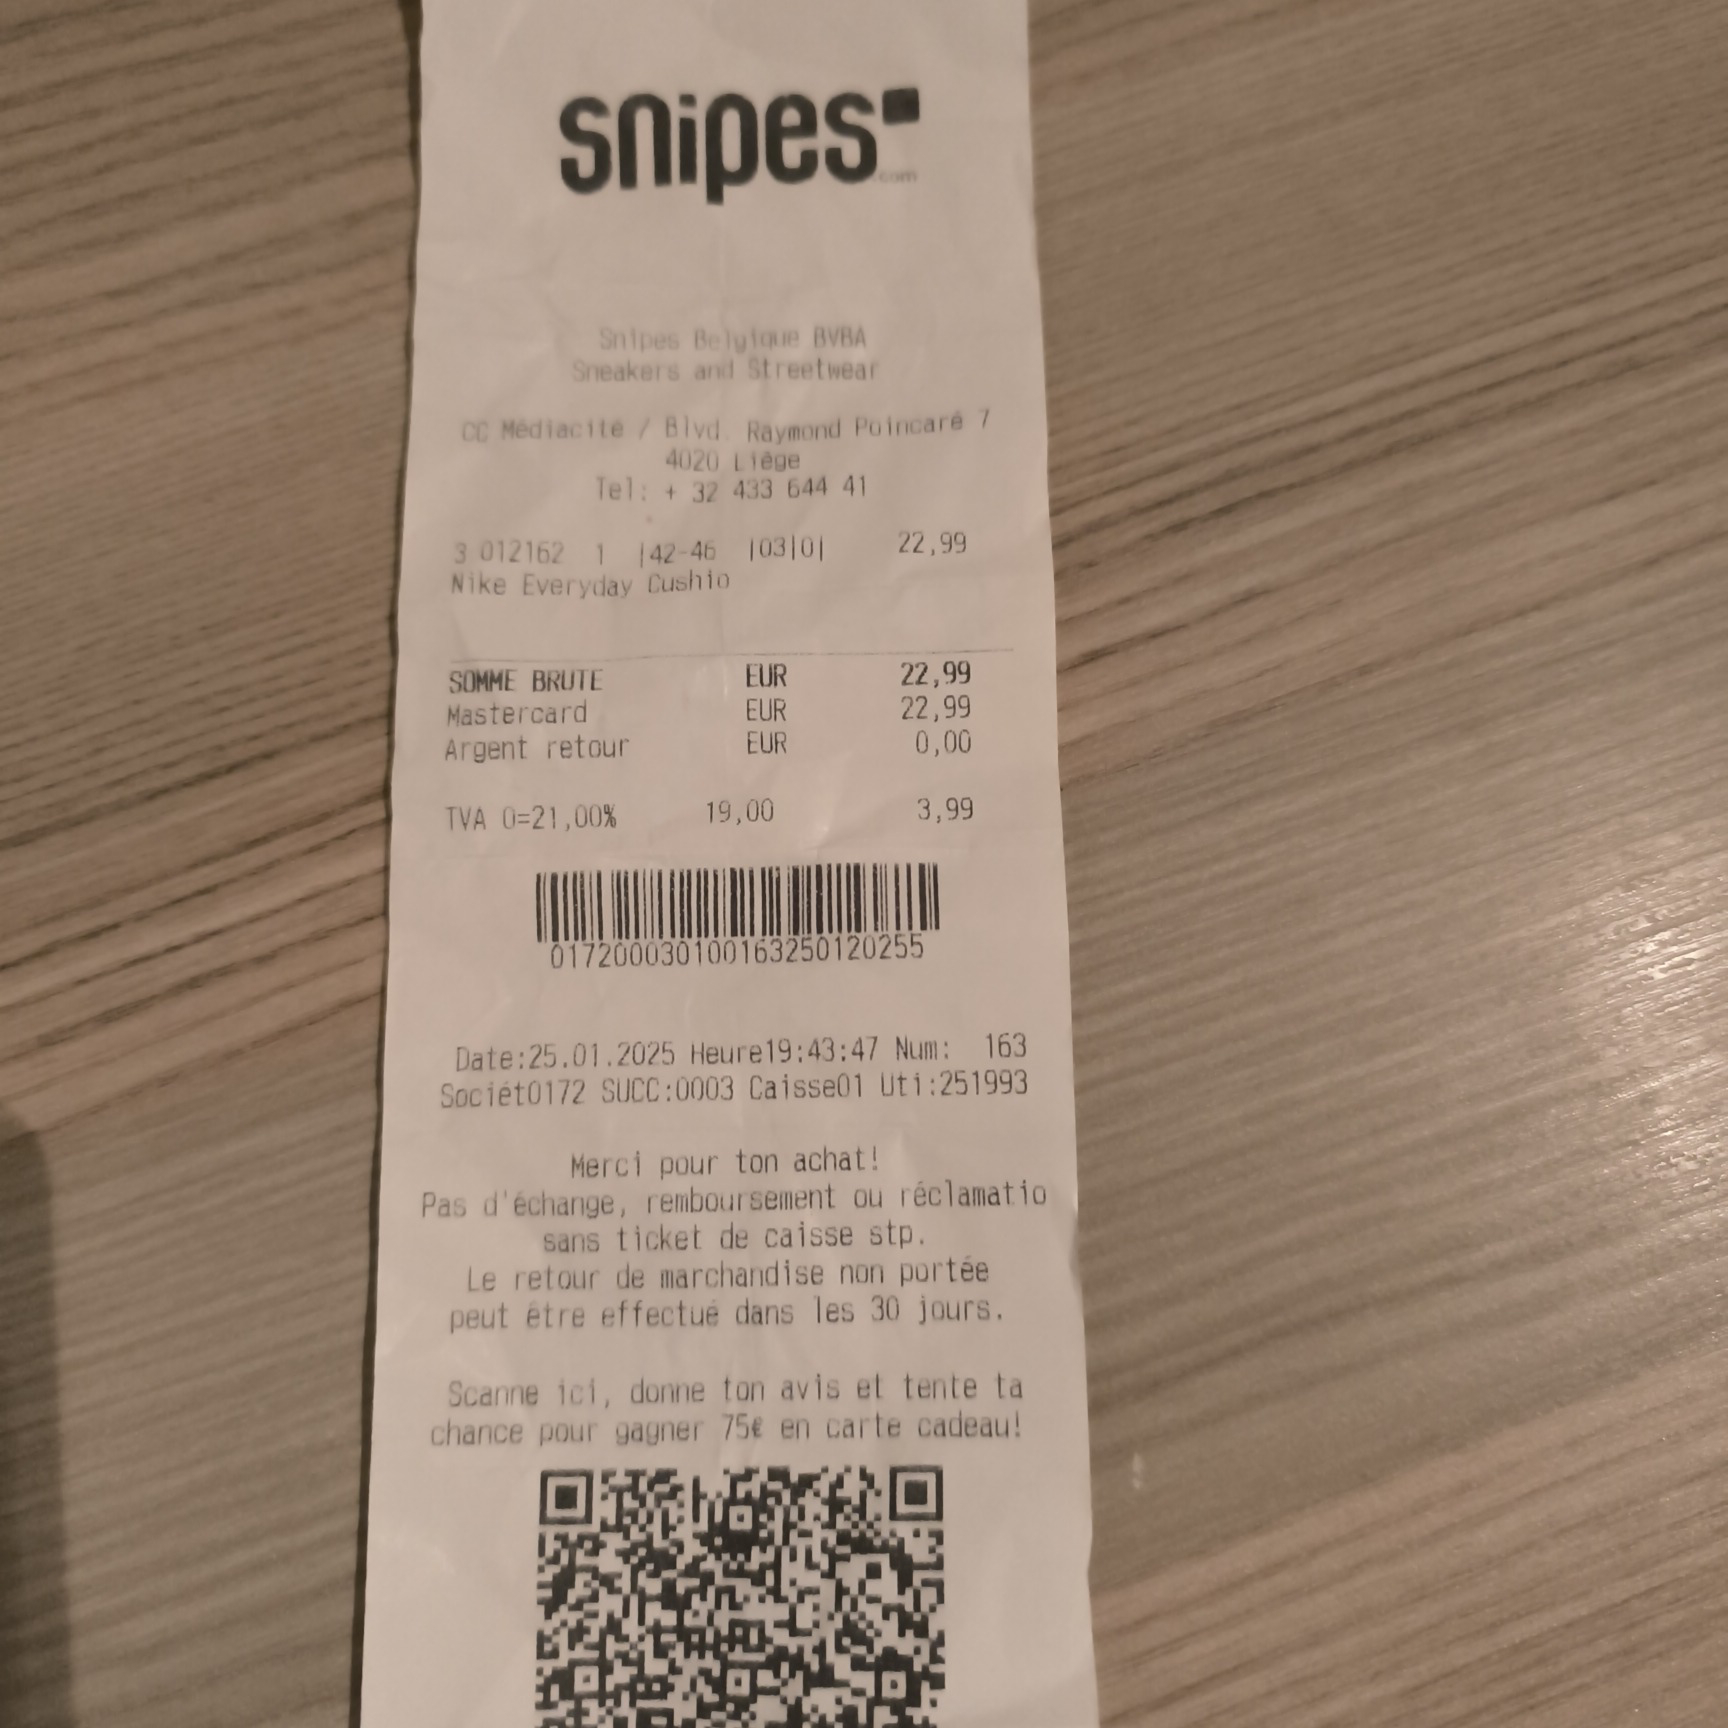 snipes
.com
Snipes Belgique BVBA
Sneakers and Streetwear
CC Médiacité / Blvd. Raymond Poincaré 7
4020 Liège
Tel: + 32 433 644 41
3 012162 1 |42-46 |03|0| 22,99
Nike Everyday Cushio
SOMME BRUTE EUR 22,99
Mastercard EUR 22,99
Argent retour EUR 0,00
TVA 0=21,00% 19,00 3,99
017200030100163250120255
Date:25.01.2025 Heure19:43:47 Num: 163
Sociét0172 SUCC:0003 Caisse01 Uti:251993
Merci pour ton achat!
Pas d'échange, remboursement ou réclamatio
sans ticket de caisse stp.
Le retour de marchandise non portée
peut être effectué dans les 30 jours.
Scanne ici, donne ton avis et tente ta
chance pour gagner 75€ en carte cadeau!